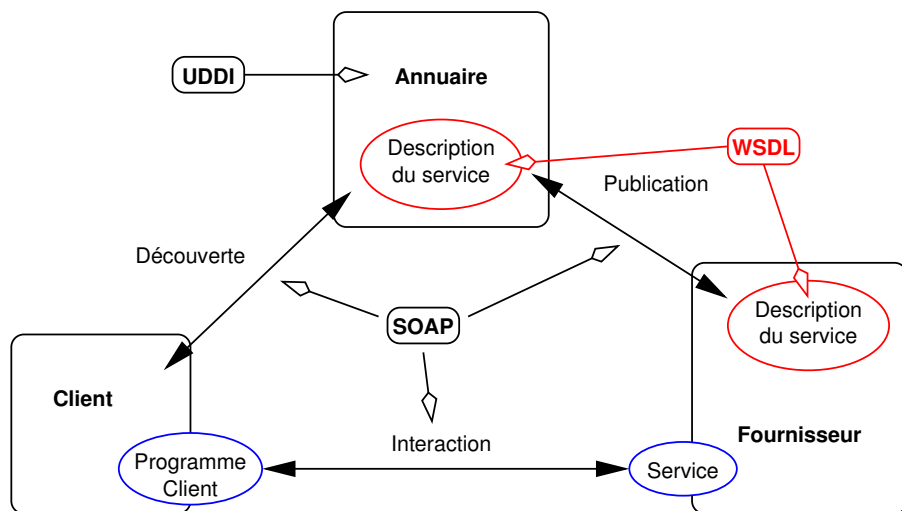 UDDI
Annuaire
Description
du service
WSDL
Publication
Découverte
SOAP
Description
du service
Client
Fournisseur
Interaction
Programme
Client
Service